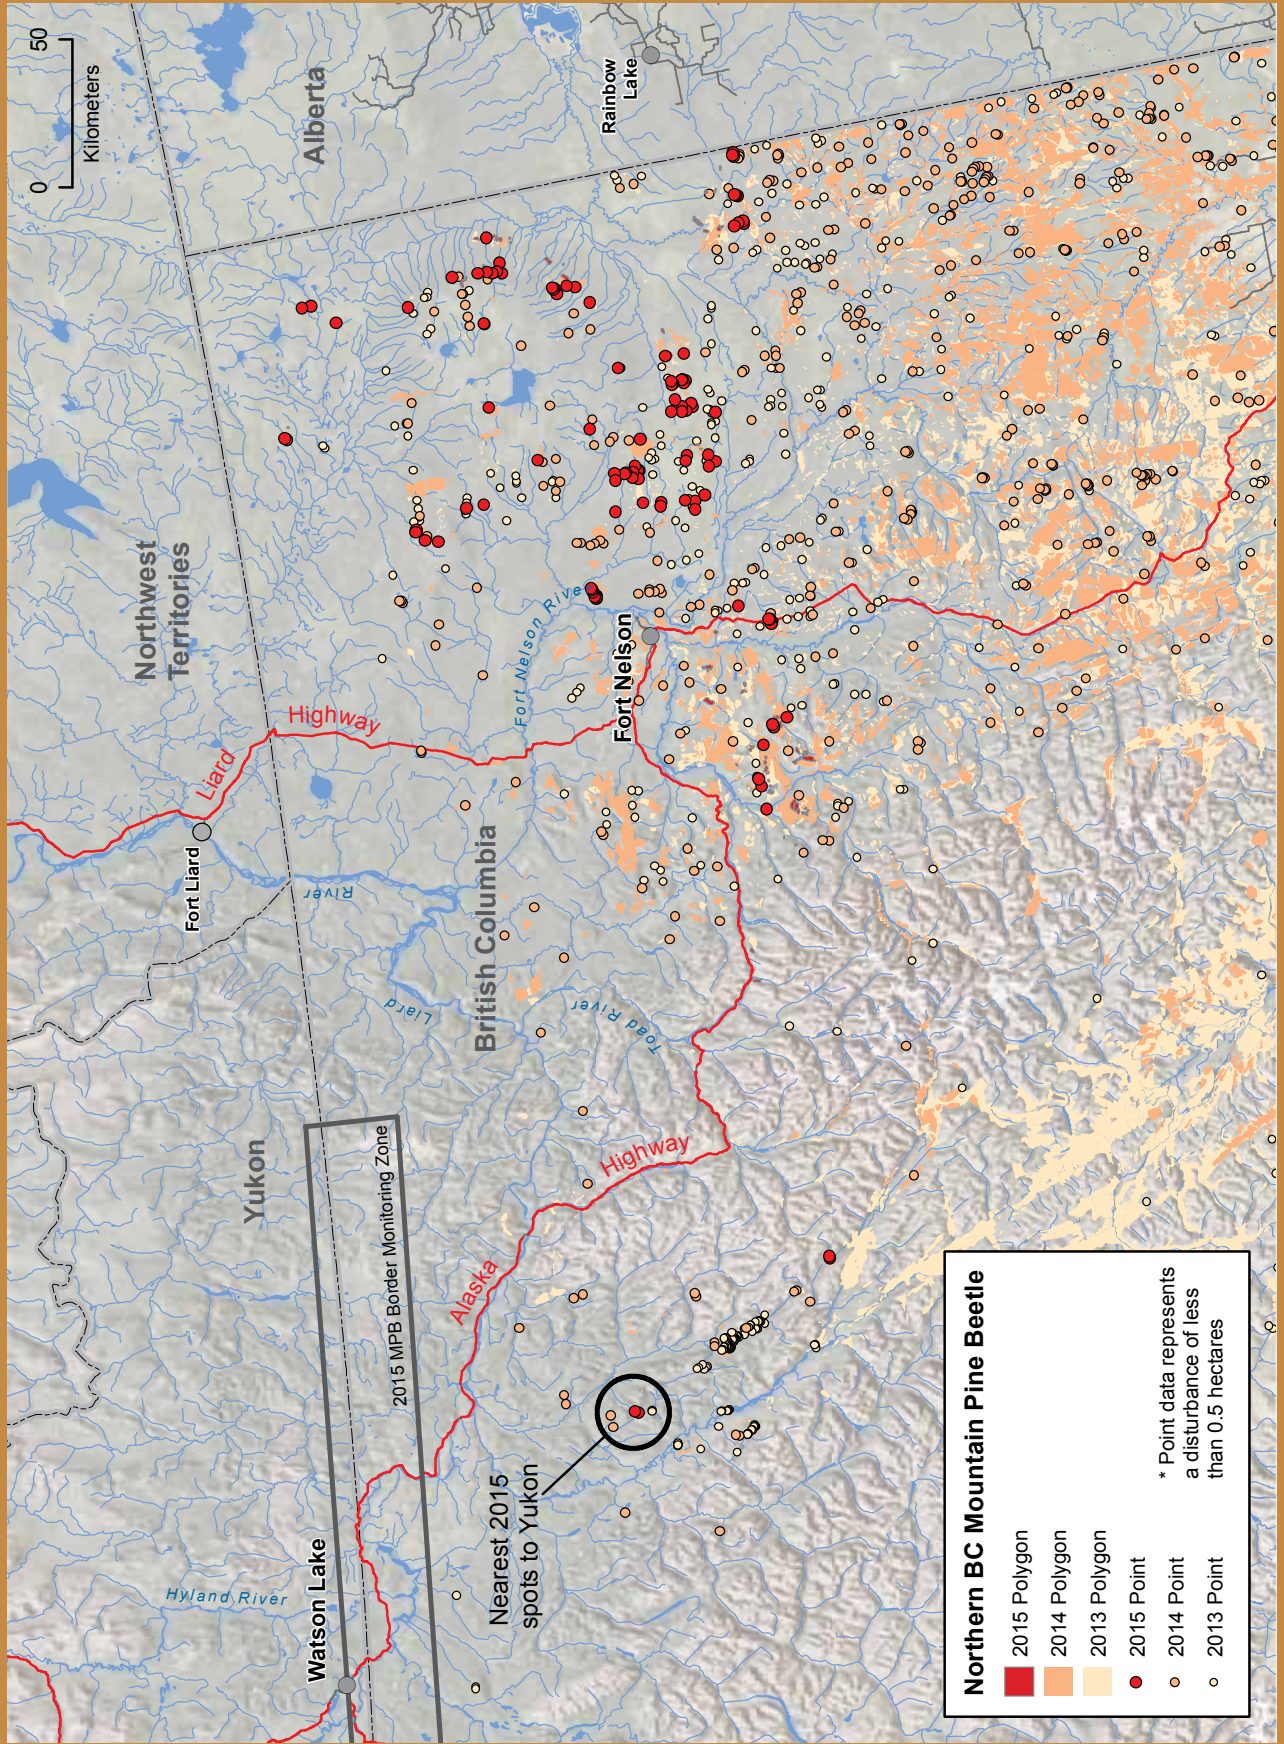 0
50
Kilometers
Northwest
Territories
Alberta
Rainbow
Lake
Liard
Highway
Fort Liard
River
Liard
British Columbia
Fort Nelson River
Fort Nelson
Toad River
Yukon
2015 MPB Border Monitoring Zone
Alaska
Highway
Hyland River
Watson Lake
Nearest 2015
spots to Yukon
Northern BC Mountain Pine Beetle
2015 Polygon
2014 Polygon
2013 Polygon
2015 Point
2014 Point
2013 Point
* Point data represents
a disturbance of less
than 0.5 hectares